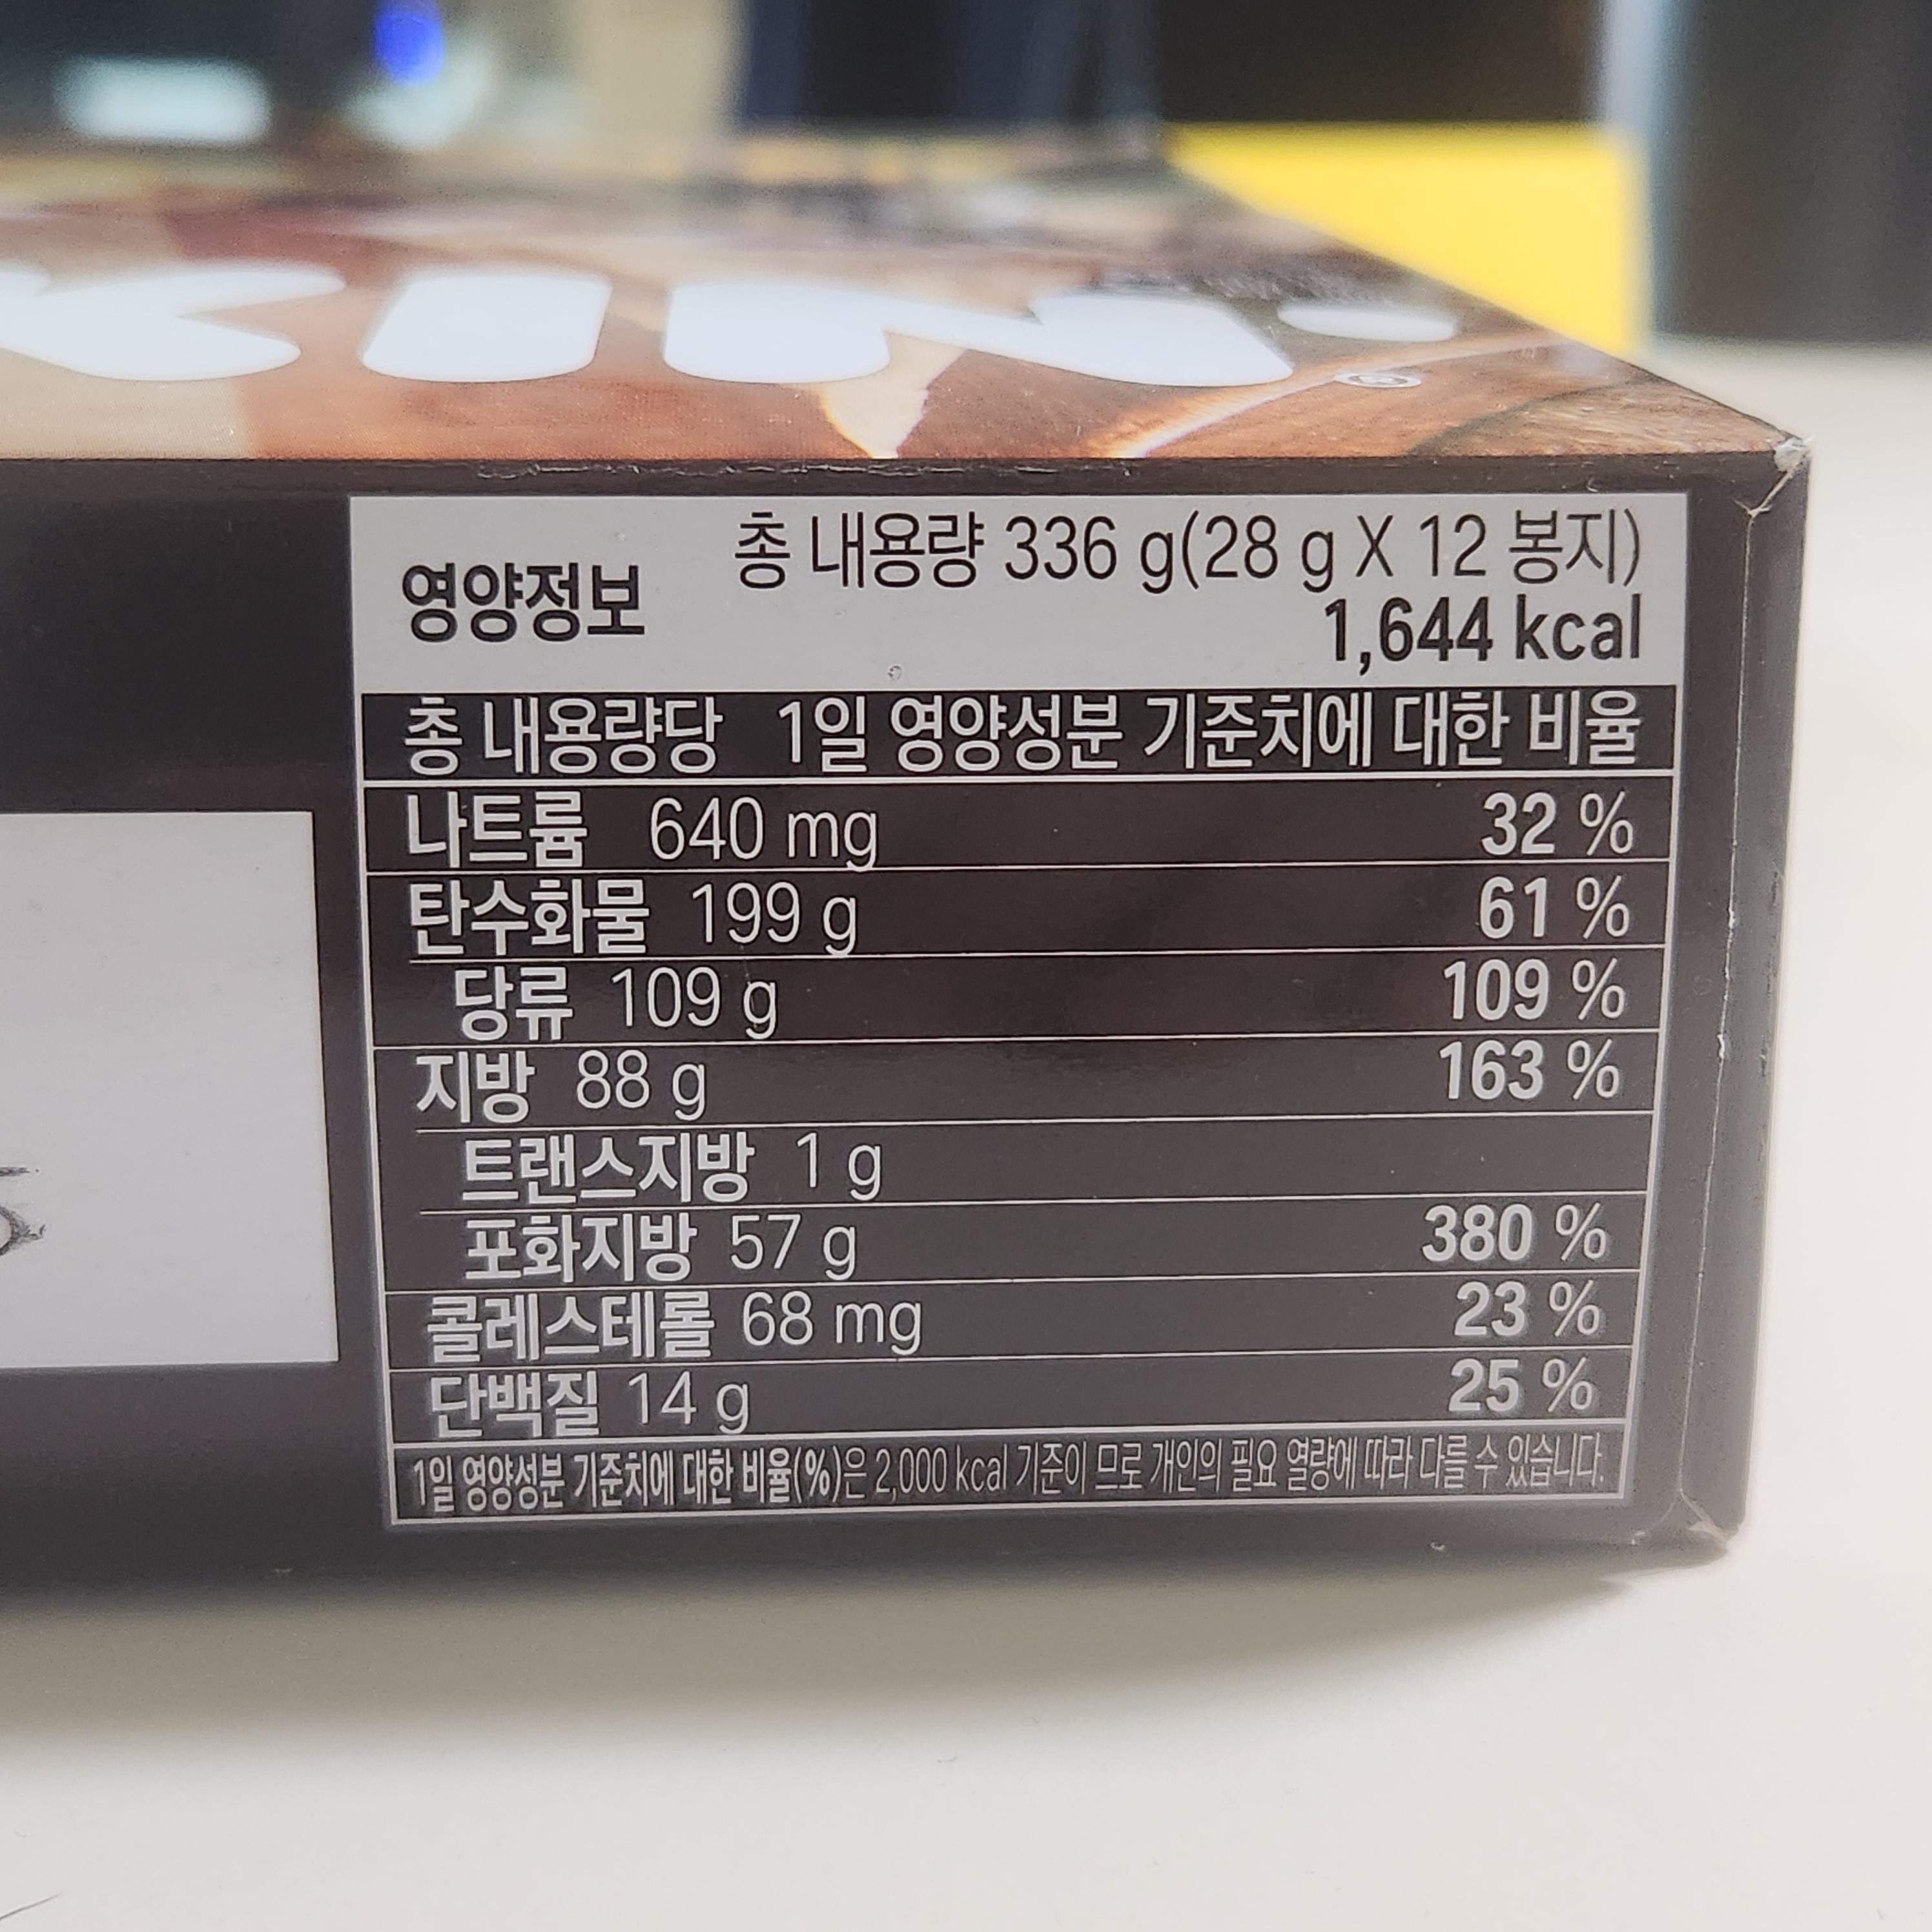 KIN
®
영양정보
총 내용량 336 g(28 g X 12 봉지)
1,644 kcal
총 내용량당 1일 영양성분 기준치에 대한 비율
나트륨 640 mg 32 %
탄수화물 199 g 61 %
당류 109 g 109 %
지방 88 g 163 %
트랜스지방 1 g
포화지방 57 g 380 %
콜레스테롤 68 mg 23 %
단백질 14 g 25 %
1일 영양성분 기준치에 대한 비율(%)은 2,000 kcal 기준이 므로 개인의 필요 열량에 따라 다를 수 있습니다.